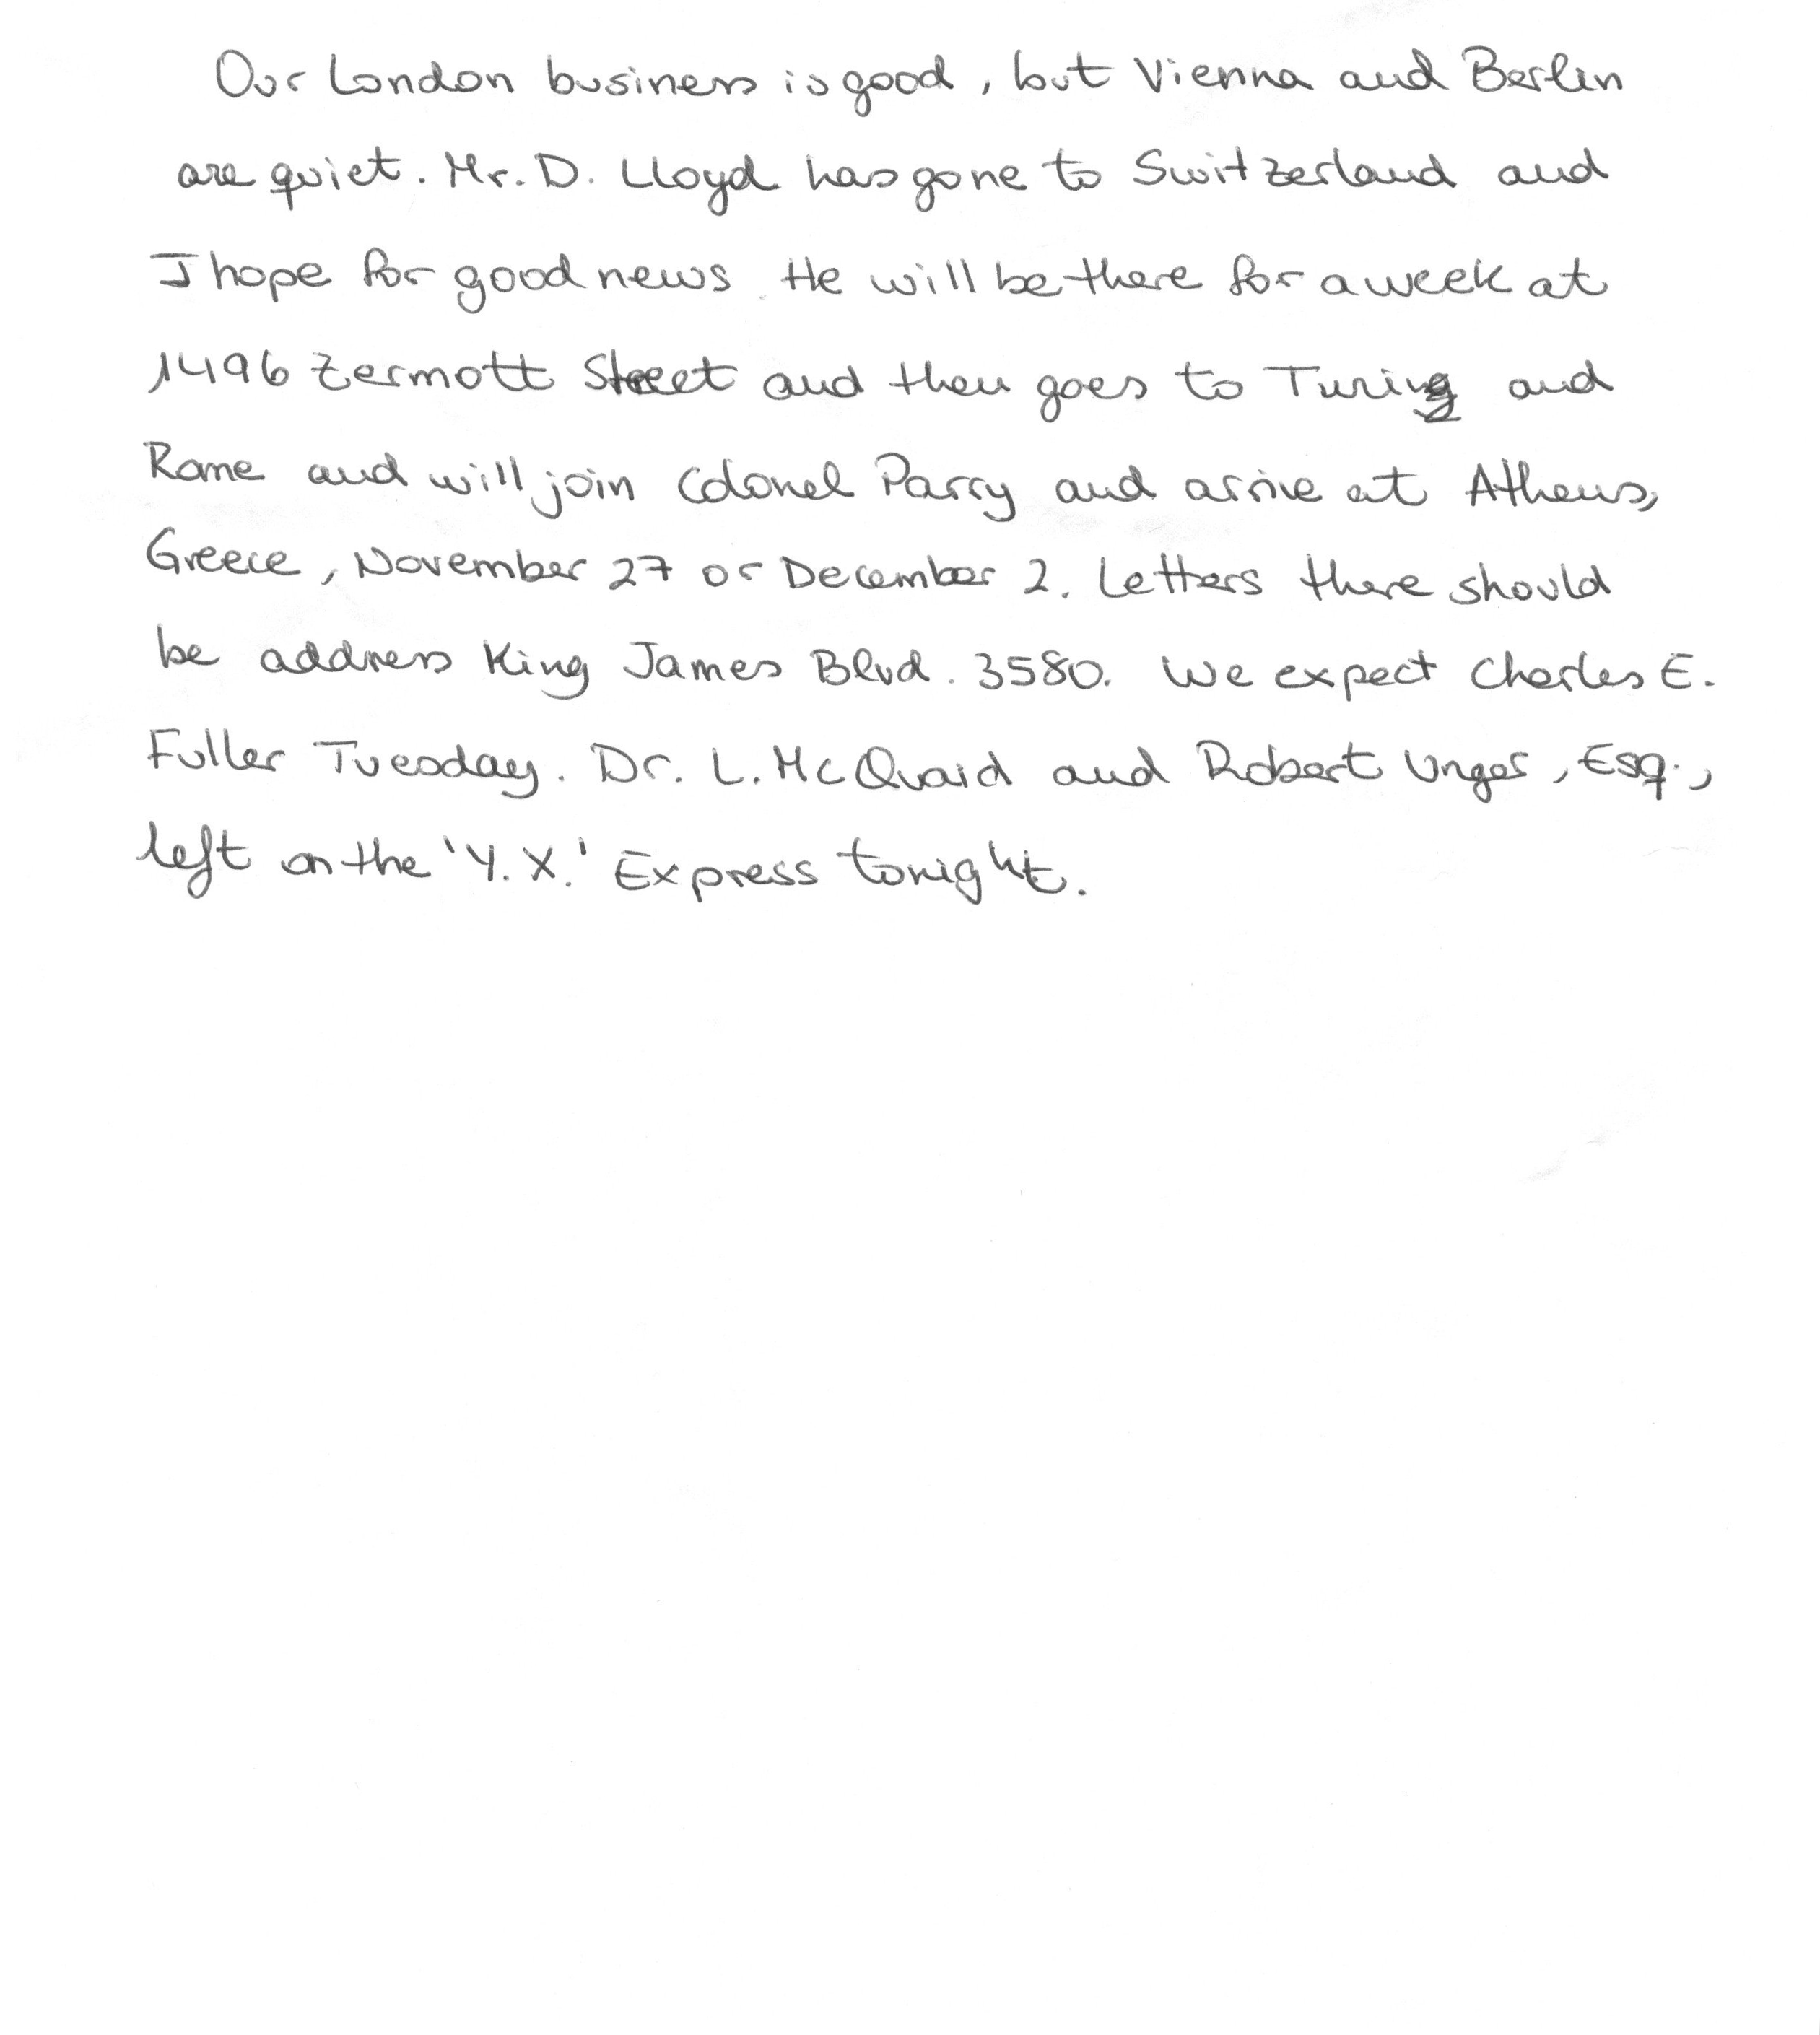 Our London business is good, but Vienna and Berlin
are quiet. Mr. D. Lloyd has gone to Switzerland and
I hope for good news. He will be there for a week at
1496 Zermott Street and then goes to Turing and
Rome and will join Colonel Parry and arrive at Athens,
Greece, November 27 or December 2. Letters there should
be address King James Blvd. 3580. We expect Charles E.
Fuller Tuesday. Dr. L. McQuaid and Robert Unger, Esq.,
left on the 'Y.X.' Express tonight.